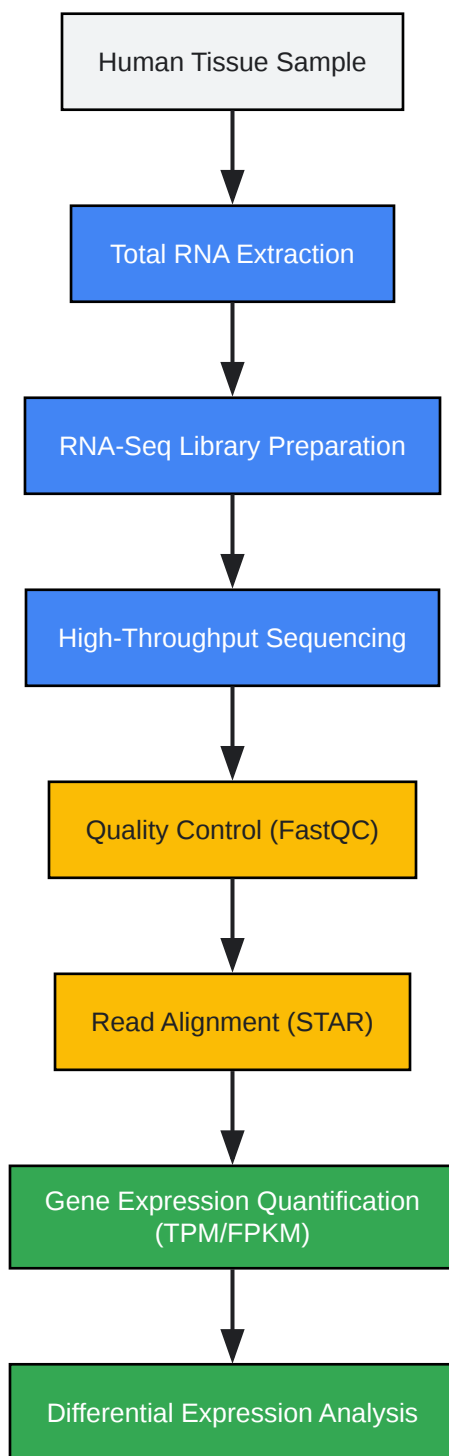 Human Tissue Sample
Total RNA Extraction
RNA-Seq Library Preparation
High-Throughput Sequencing
Quality Control (FastQC)
Read Alignment (STAR)
Gene Expression Quantification
(TPM/FPKM)
Differential Expression Analysis